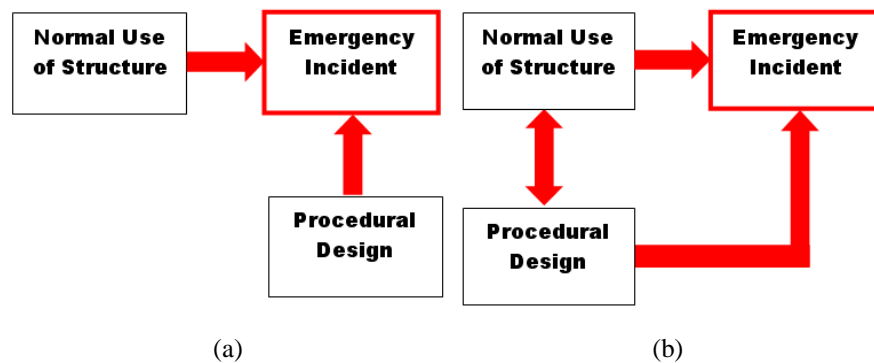 Normal Use
of Structure
Emergency
Incident
Procedural
Design
(a)
Normal Use
of Structure
Emergency
Incident
Procedural
Design
(b)